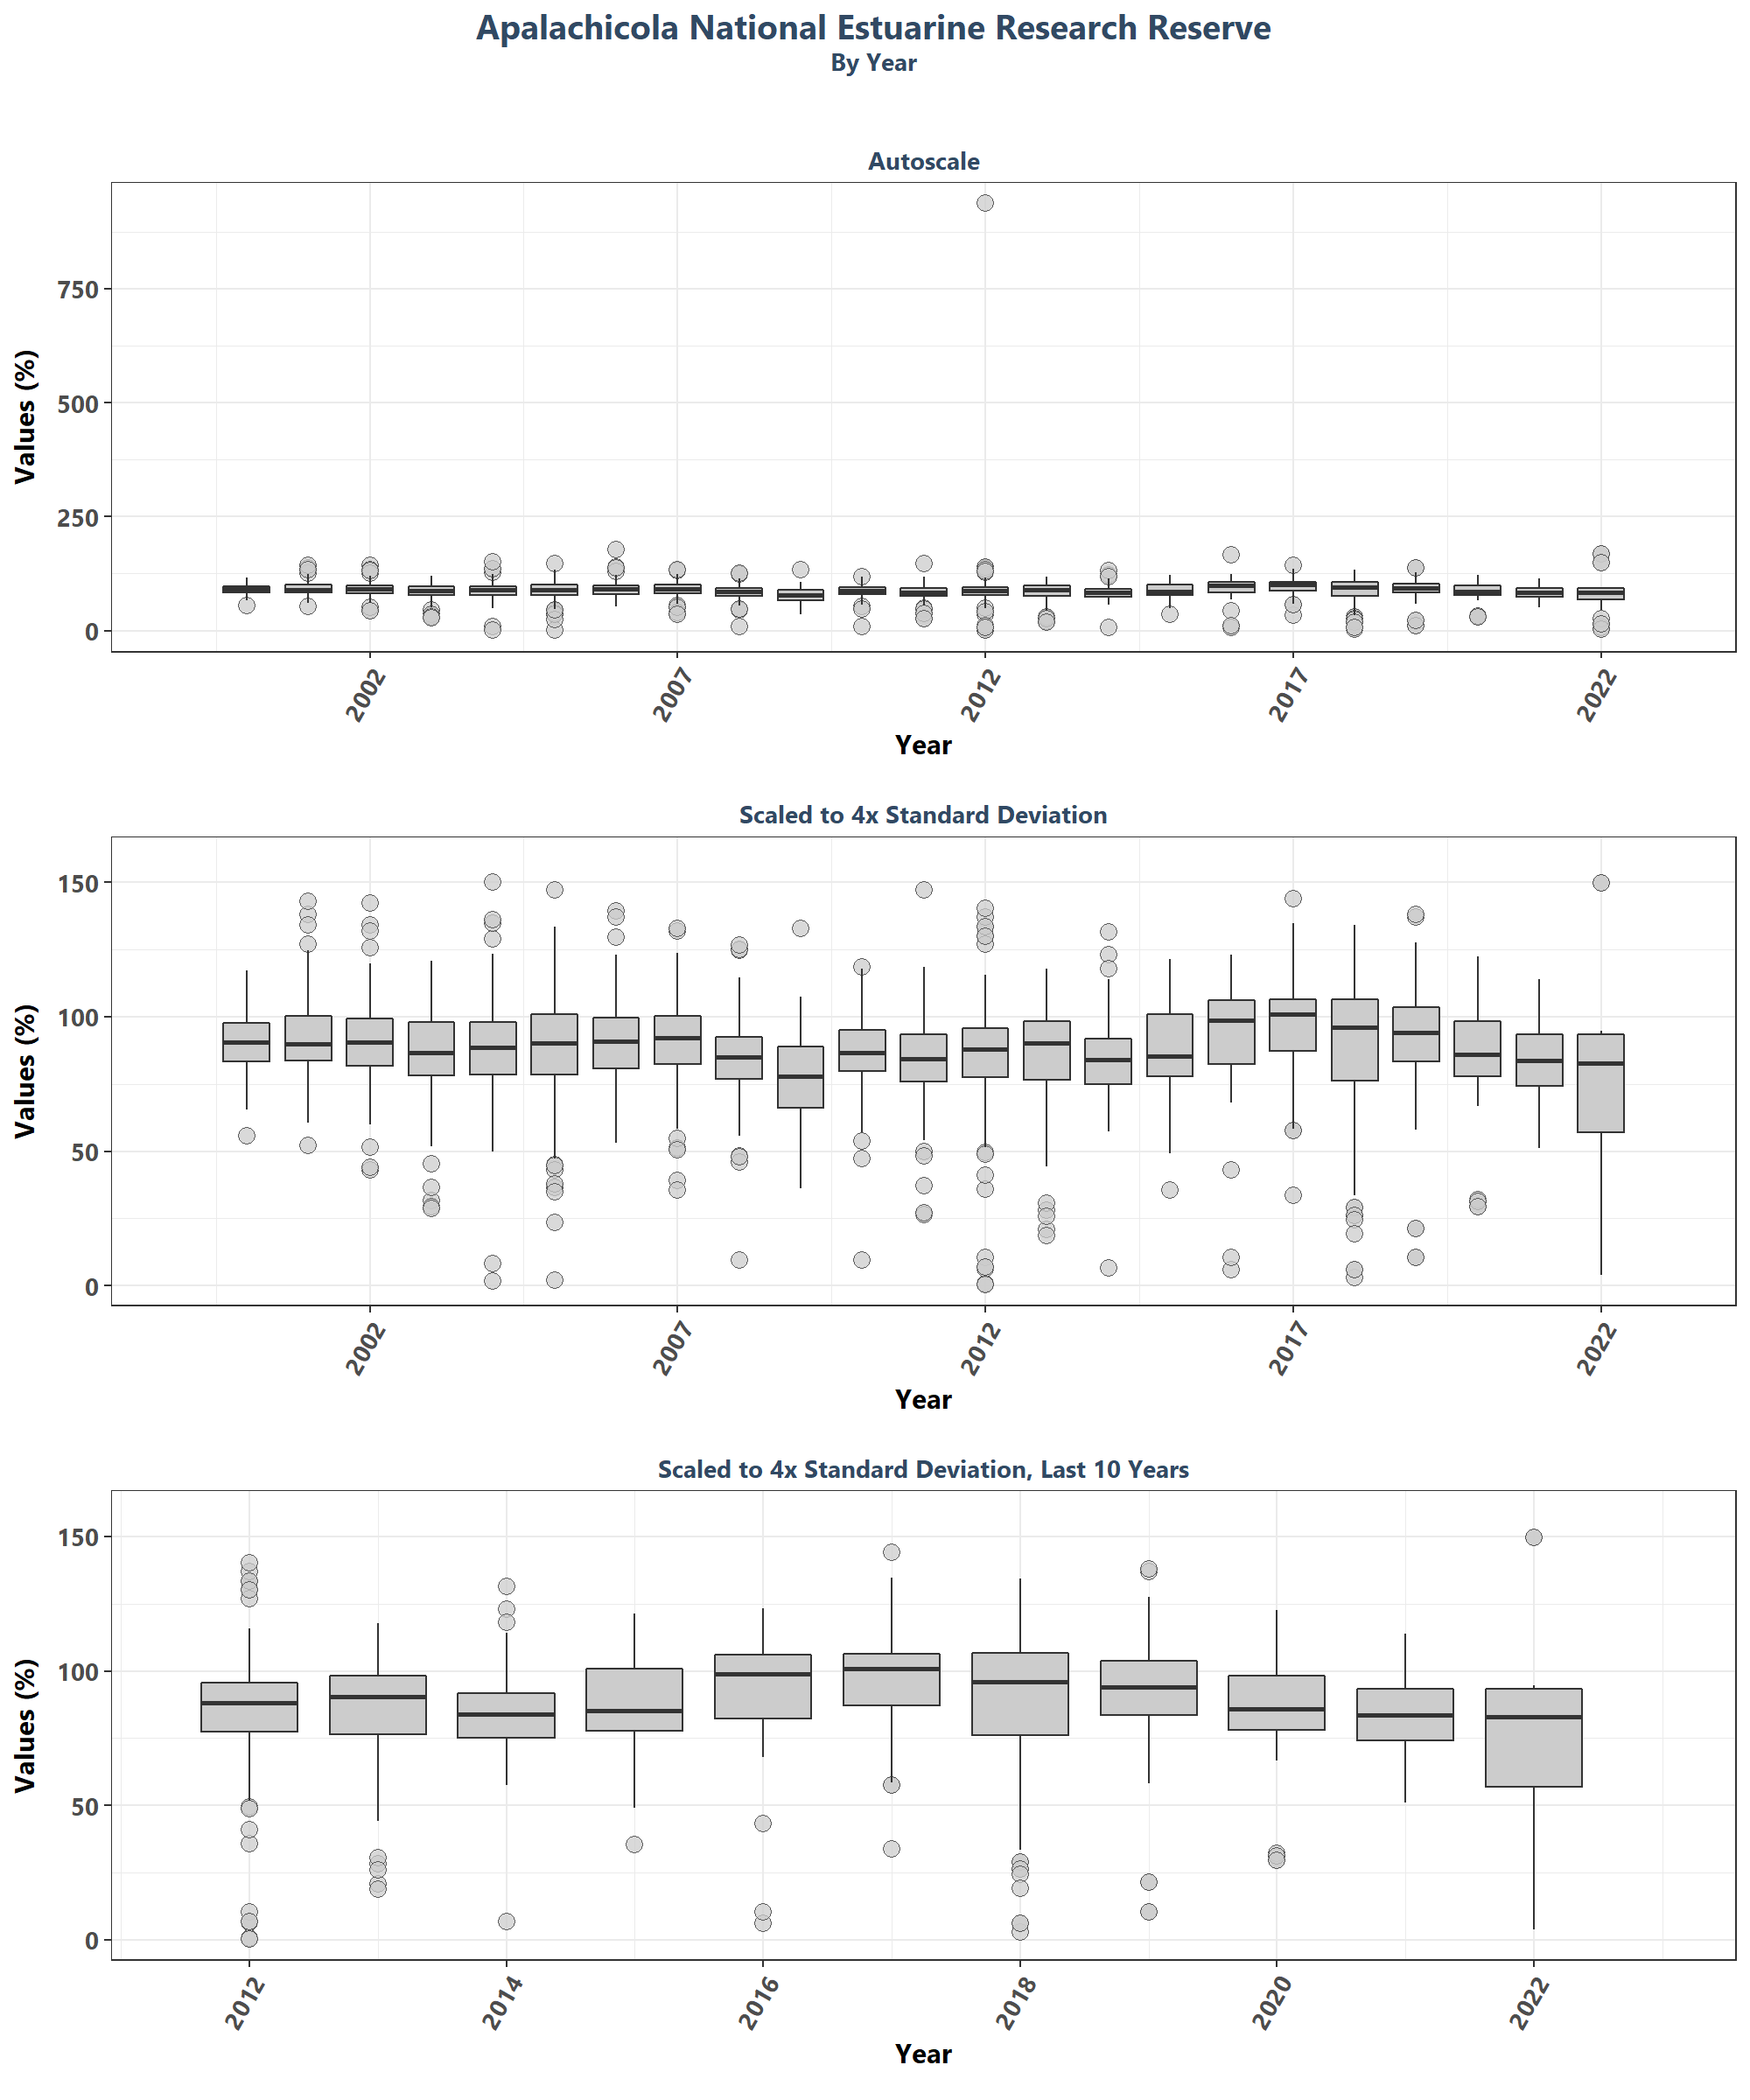 Apalachicola National Estuarine Research Reserve
By Year
Autoscale
Values (%)
750
500
250
0
2002 2007 2012 2017 2022
Year
Scaled to 4x Standard Deviation
Values (%)
150
100
50
0
2002 2007 2012 2017 2022
Year
Scaled to 4x Standard Deviation, Last 10 Years
Values (%)
150
100
50
0
2012 2014 2016 2018 2020 2022
Year